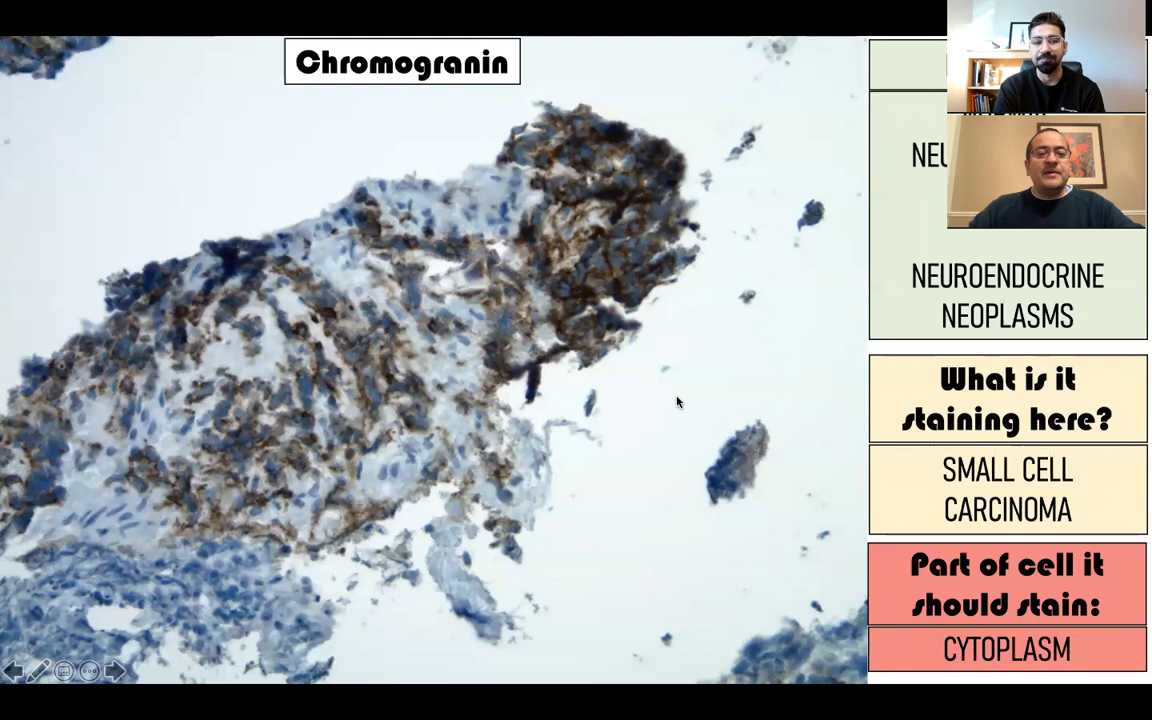 Chromogranin
NEUROENDOCRINE
NEOPLASMS
What is it
staining here?
SMALL CELL
CARCINOMA
Part of cell it
should stain:
CYTOPLASM